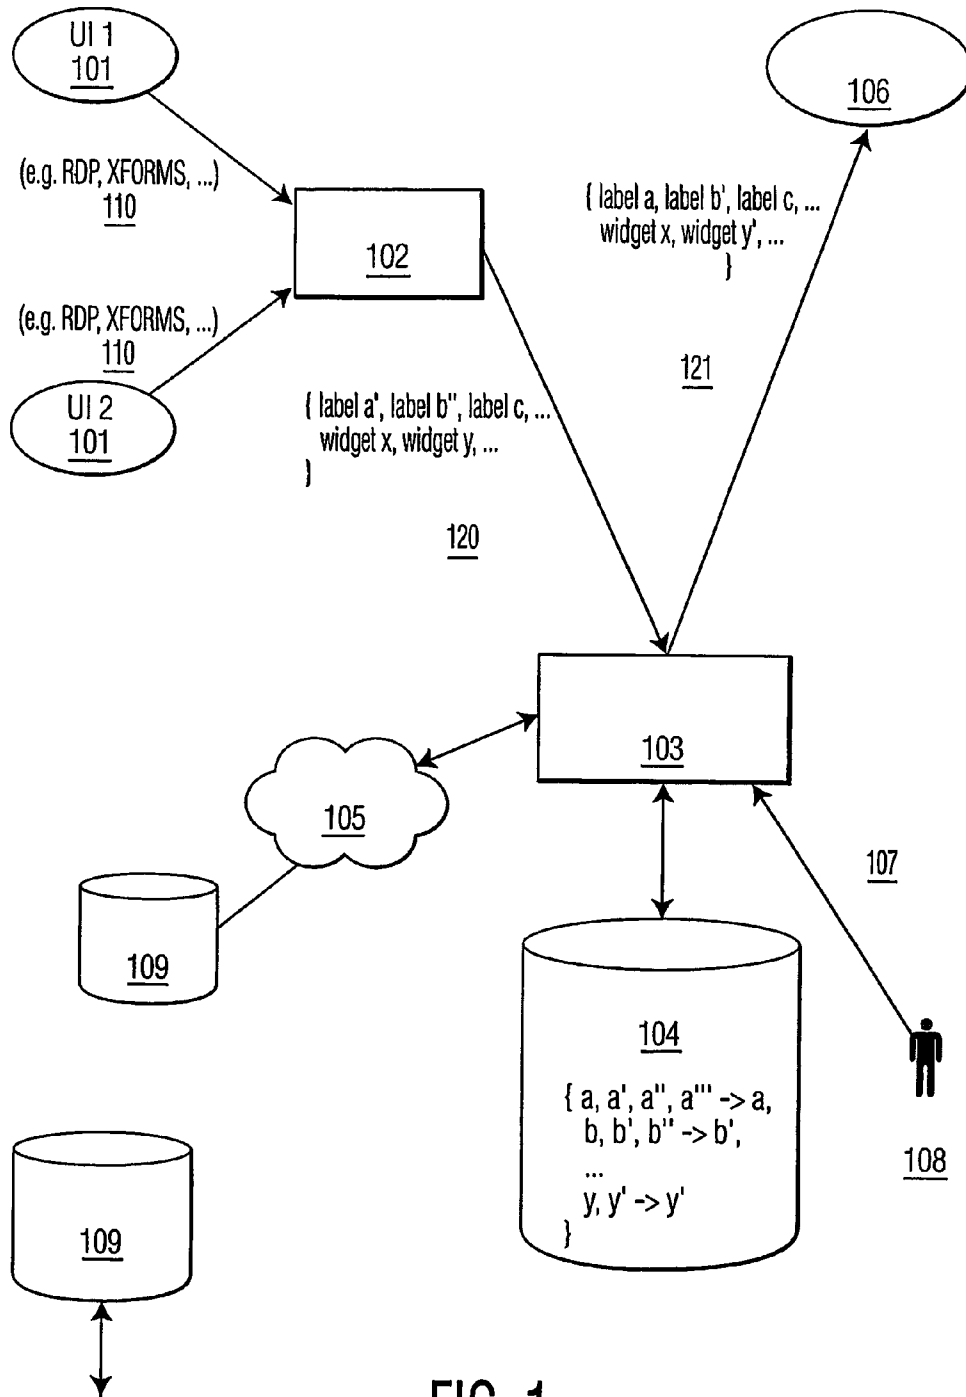 UI 1
101
(e.g. RDP, XFORMS, ...)
110
102
(e.g. RDP, XFORMS, ...)
110
UI 2
101
106
{ label a, label b', label c, ...
widget x, widget y', ...
}
121
{ label a', label b'', label c, ...
widget x, widget y, ...
}
120
103
105
107
109
104
{ a, a', a'', a''' -> a,
b, b', b'' -> b',
...
y, y' -> y'
}
108
109
FIG. 1